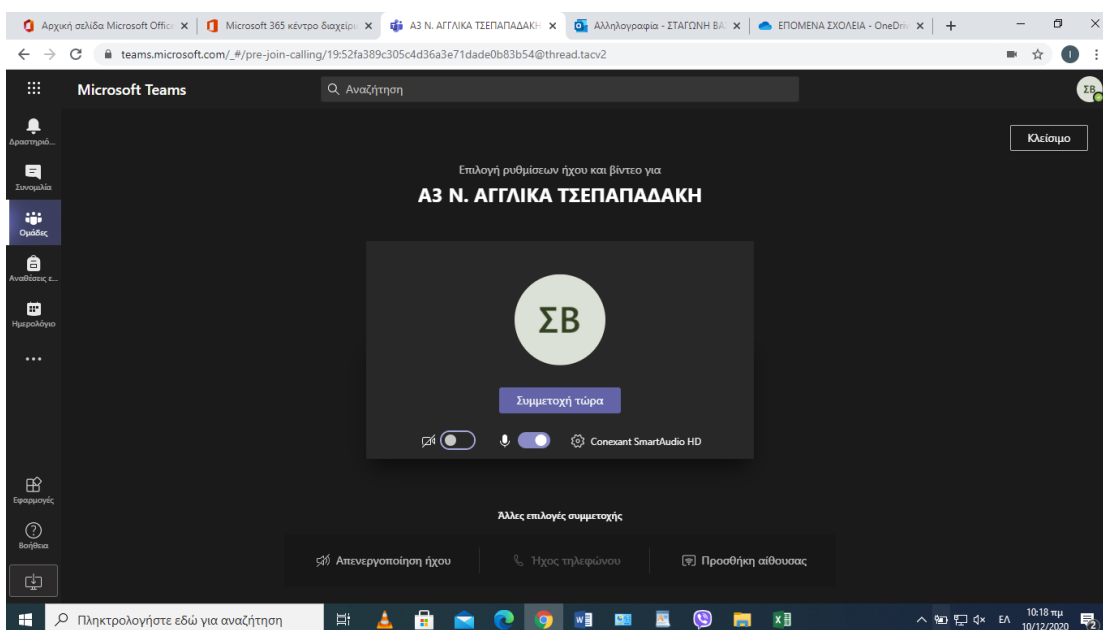 Αρχική σελίδα Microsoft Office
Microsoft 365 κέντρο διαχείρι
Α3 Ν. ΑΓΓΛΙΚΑ ΤΣΕΠΑΠΑΔΑΚΗ
Αλληλογραφία - ΣΤΑΓΩΝΗ ΒΑ
ΕΠΟΜΕΝΑ ΣΧΟΛΕΙΑ - OneDriv
teams.microsoft.com/_#/pre-join-calling/19:52fa389c305c4d36a3e71dade0b83b54@thread.tacv2
Ι
Microsoft Teams
Αναζήτηση
ΣΒ
Δραστηριό...
Συνομιλία
Ομάδες
Αναθέσεις ε...
Ημερολόγιο
Εφαρμογές
Βοήθεια
Κλείσιμο
Επιλογή ρυθμίσεων ήχου και βίντεο για
Α3 Ν. ΑΓΓΛΙΚΑ ΤΣΕΠΑΠΑΔΑΚΗ
ΣΒ
Συμμετοχή τώρα
Conexant SmartAudio HD
Άλλες επιλογές συμμετοχής
Απενεργοποίηση ήχου
Ήχος τηλεφώνου
Προσθήκη αίθουσας
Πληκτρολογήστε εδώ για αναζήτηση
ΕΛ
10:18 πμ
10/12/2020
2